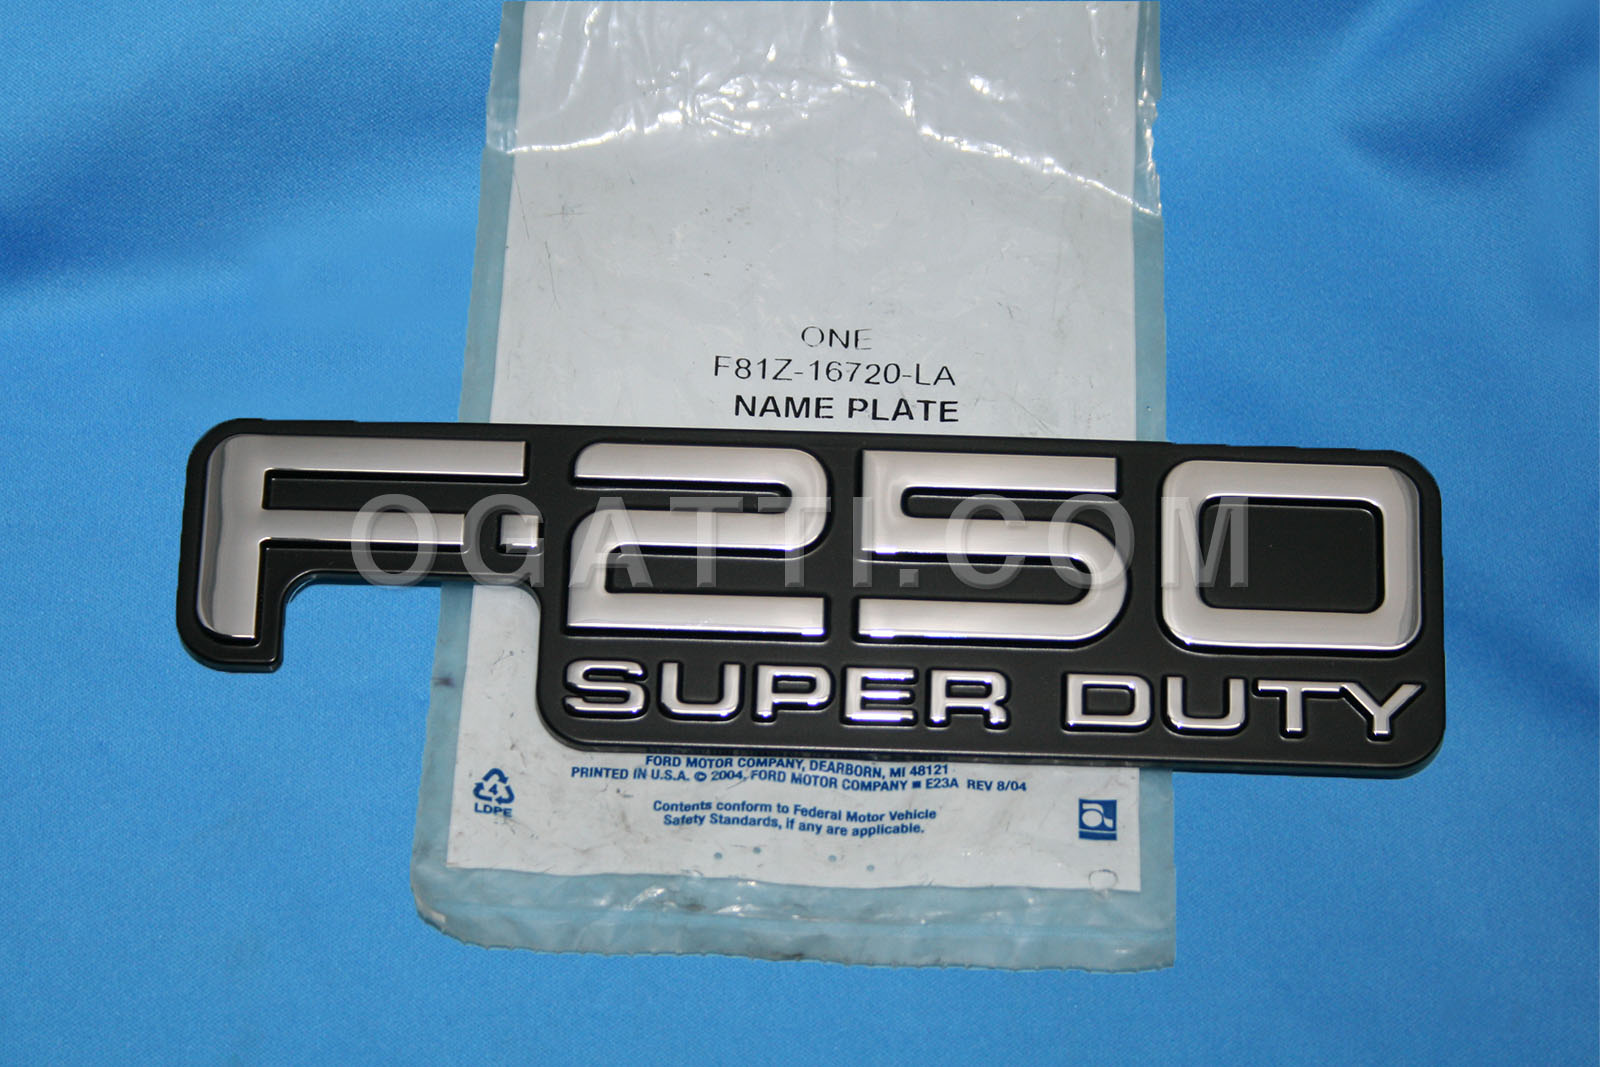 ONE
F81Z-16720-LA
NAME PLATE
F-250
OGATTI.COM
SUPER DUTY
FORD MOTOR COMPANY, DEARBORN, MI 48121
PRINTED IN U.S.A. © 2004, FORD MOTOR COMPANY ■ E23A REV 8/04
Contents conform to Federal Motor Vehicle
Safety Standards, if any are applicable.
4
LDPE
a